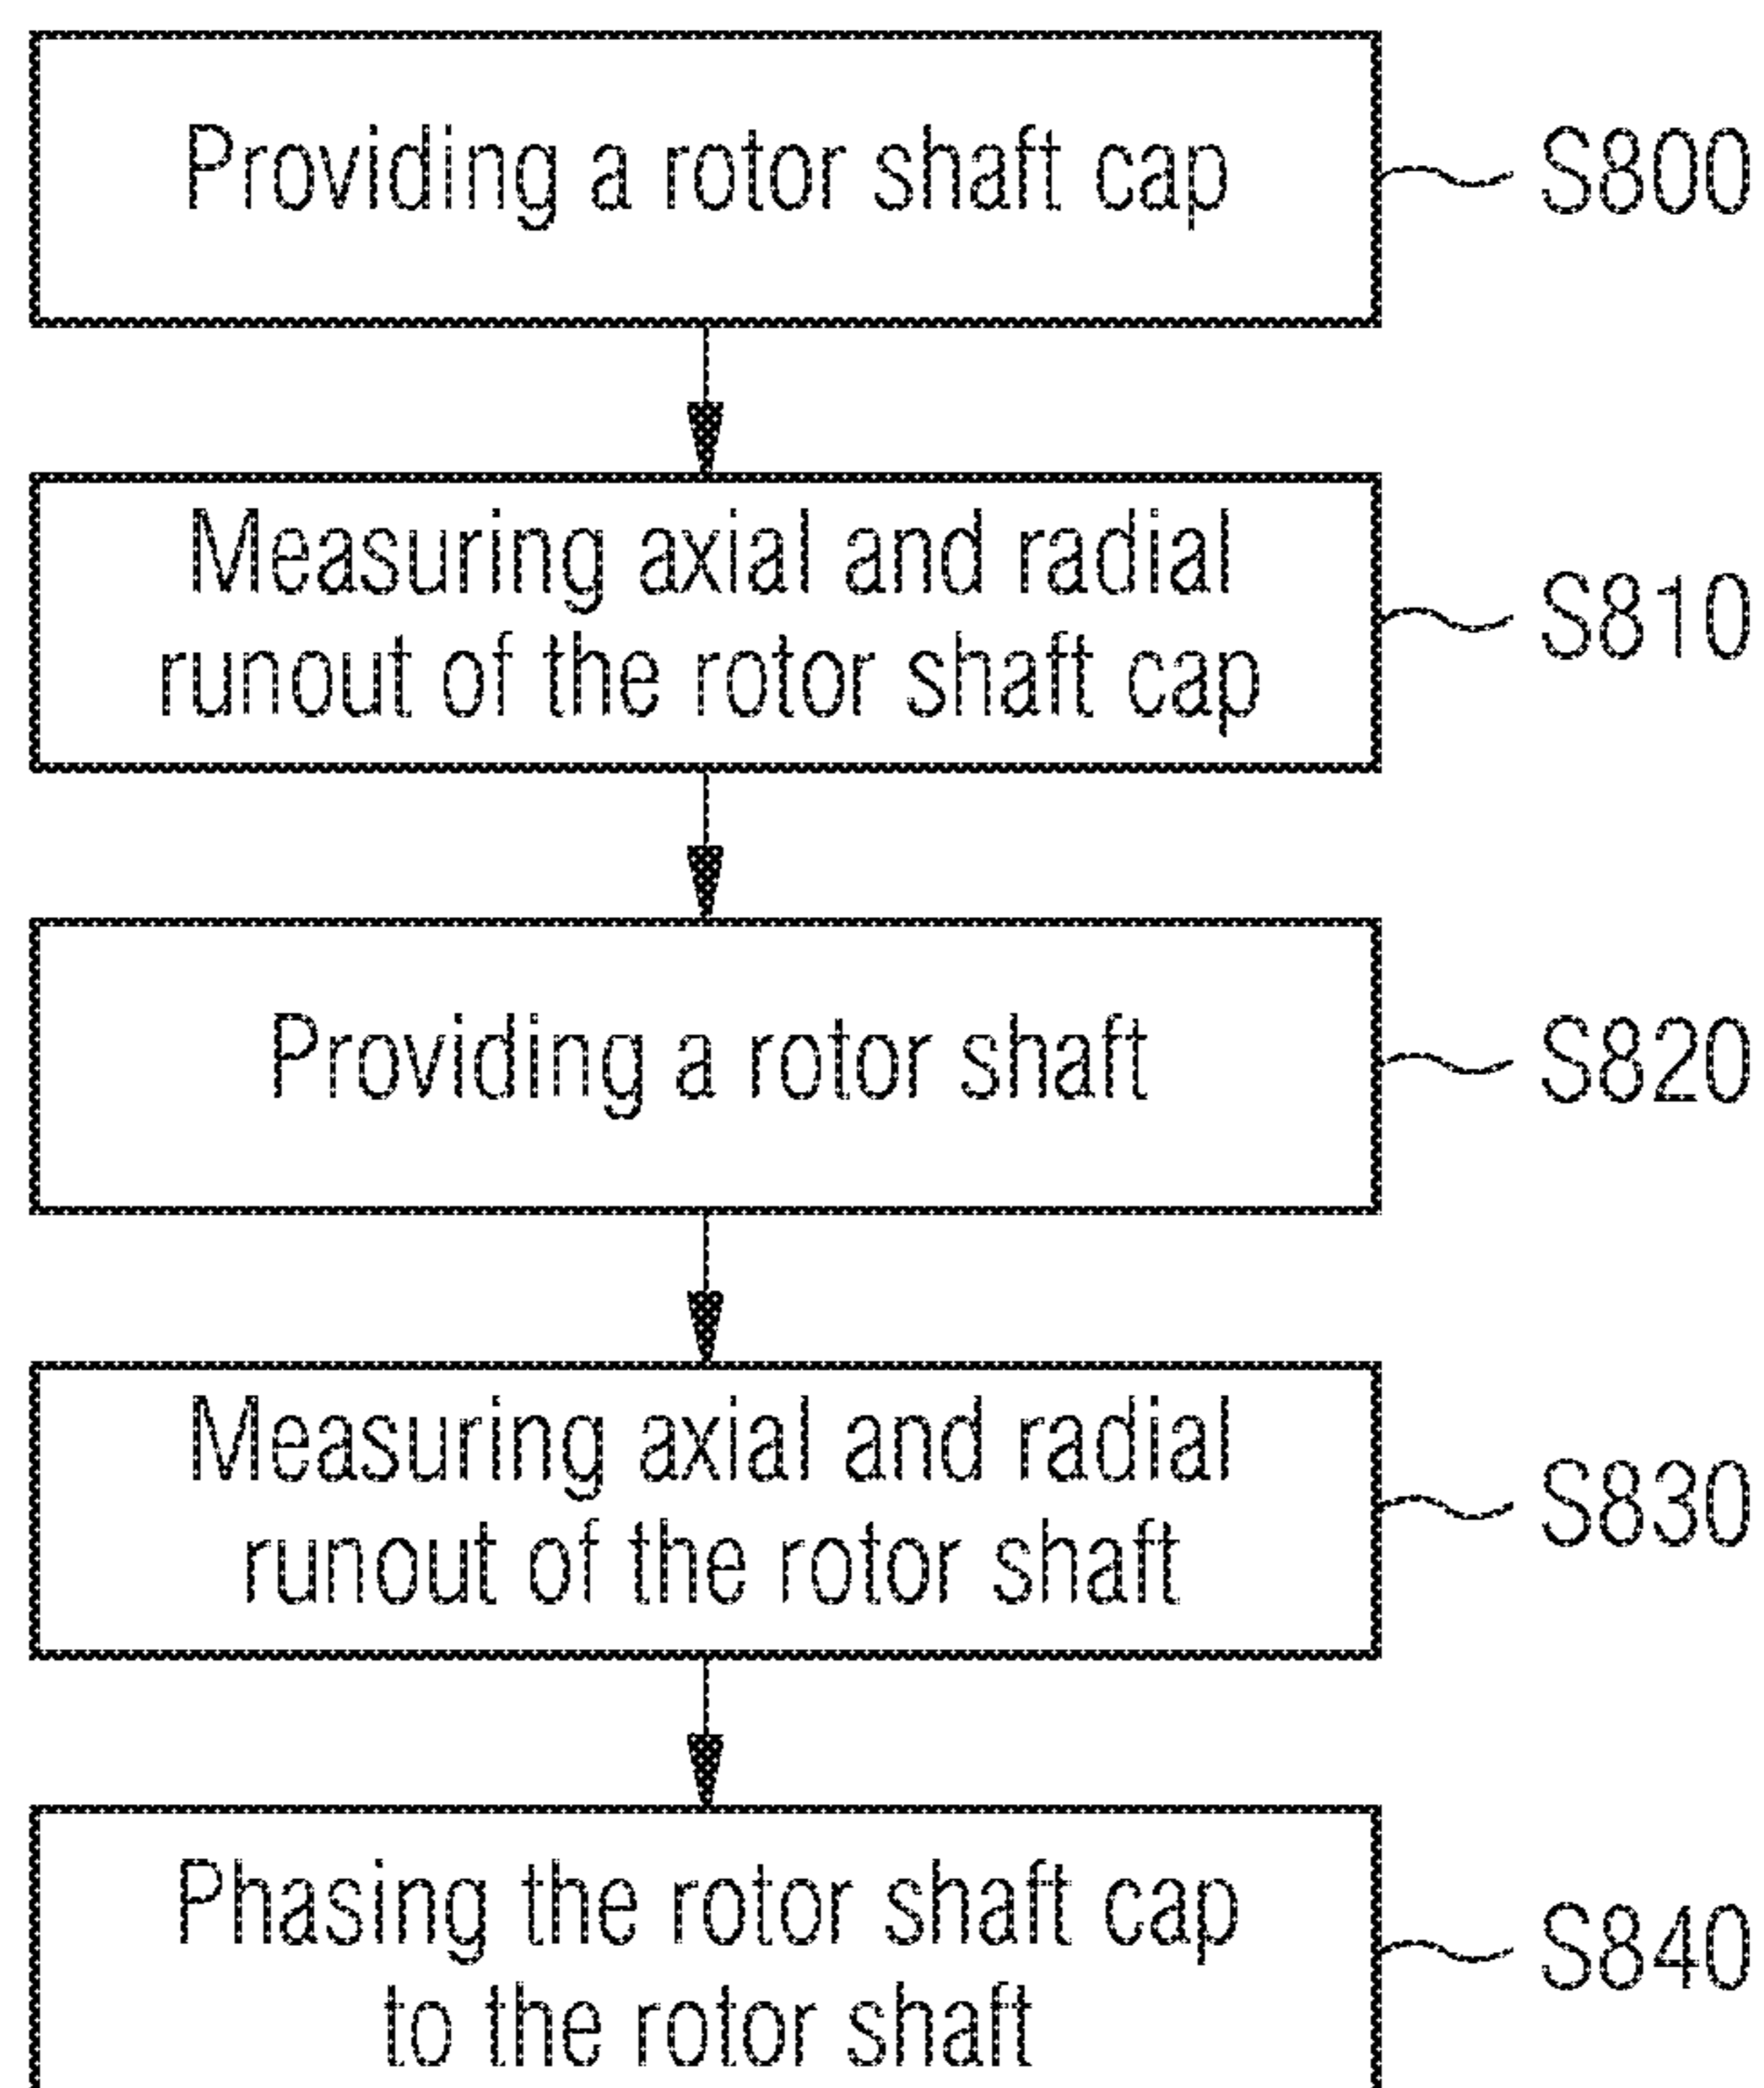 Providing a rotor shaft cap
S800
Measuring axial and radial
runout of the rotor shaft cap
S810
Providing a rotor shaft
S820
Measuring axial and radial
runout of the rotor shaft
S830
Phasing the rotor shaft cap
to the rotor shaft
S840